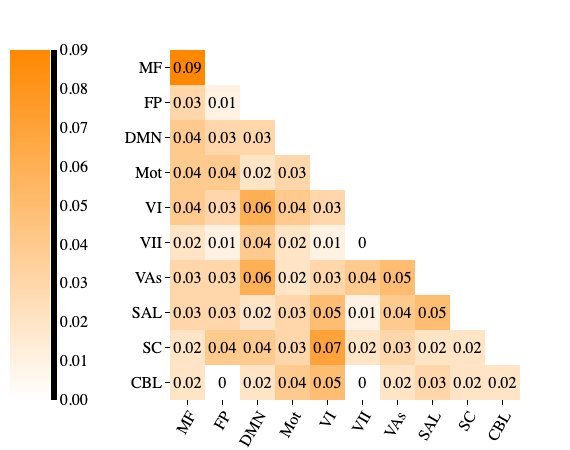 0.09
0.08
0.07
0.06
0.05
0.04
0.03
0.02
0.01
0.00
MF 0.09
FP 0.03 0.01
DMN 0.04 0.03 0.03
Mot 0.04 0.04 0.02 0.03
VI 0.04 0.03 0.06 0.04 0.03
VII 0.02 0.01 0.04 0.02 0.01 0
VAs 0.03 0.03 0.06 0.02 0.03 0.04 0.05
SAL 0.03 0.03 0.02 0.03 0.05 0.01 0.04 0.05
SC 0.02 0.04 0.04 0.03 0.07 0.02 0.03 0.02 0.02
CBL 0.02 0 0.02 0.04 0.05 0 0.02 0.03 0.02 0.02
MF FP DMN Mot VI VII VAs SAL SC CBL